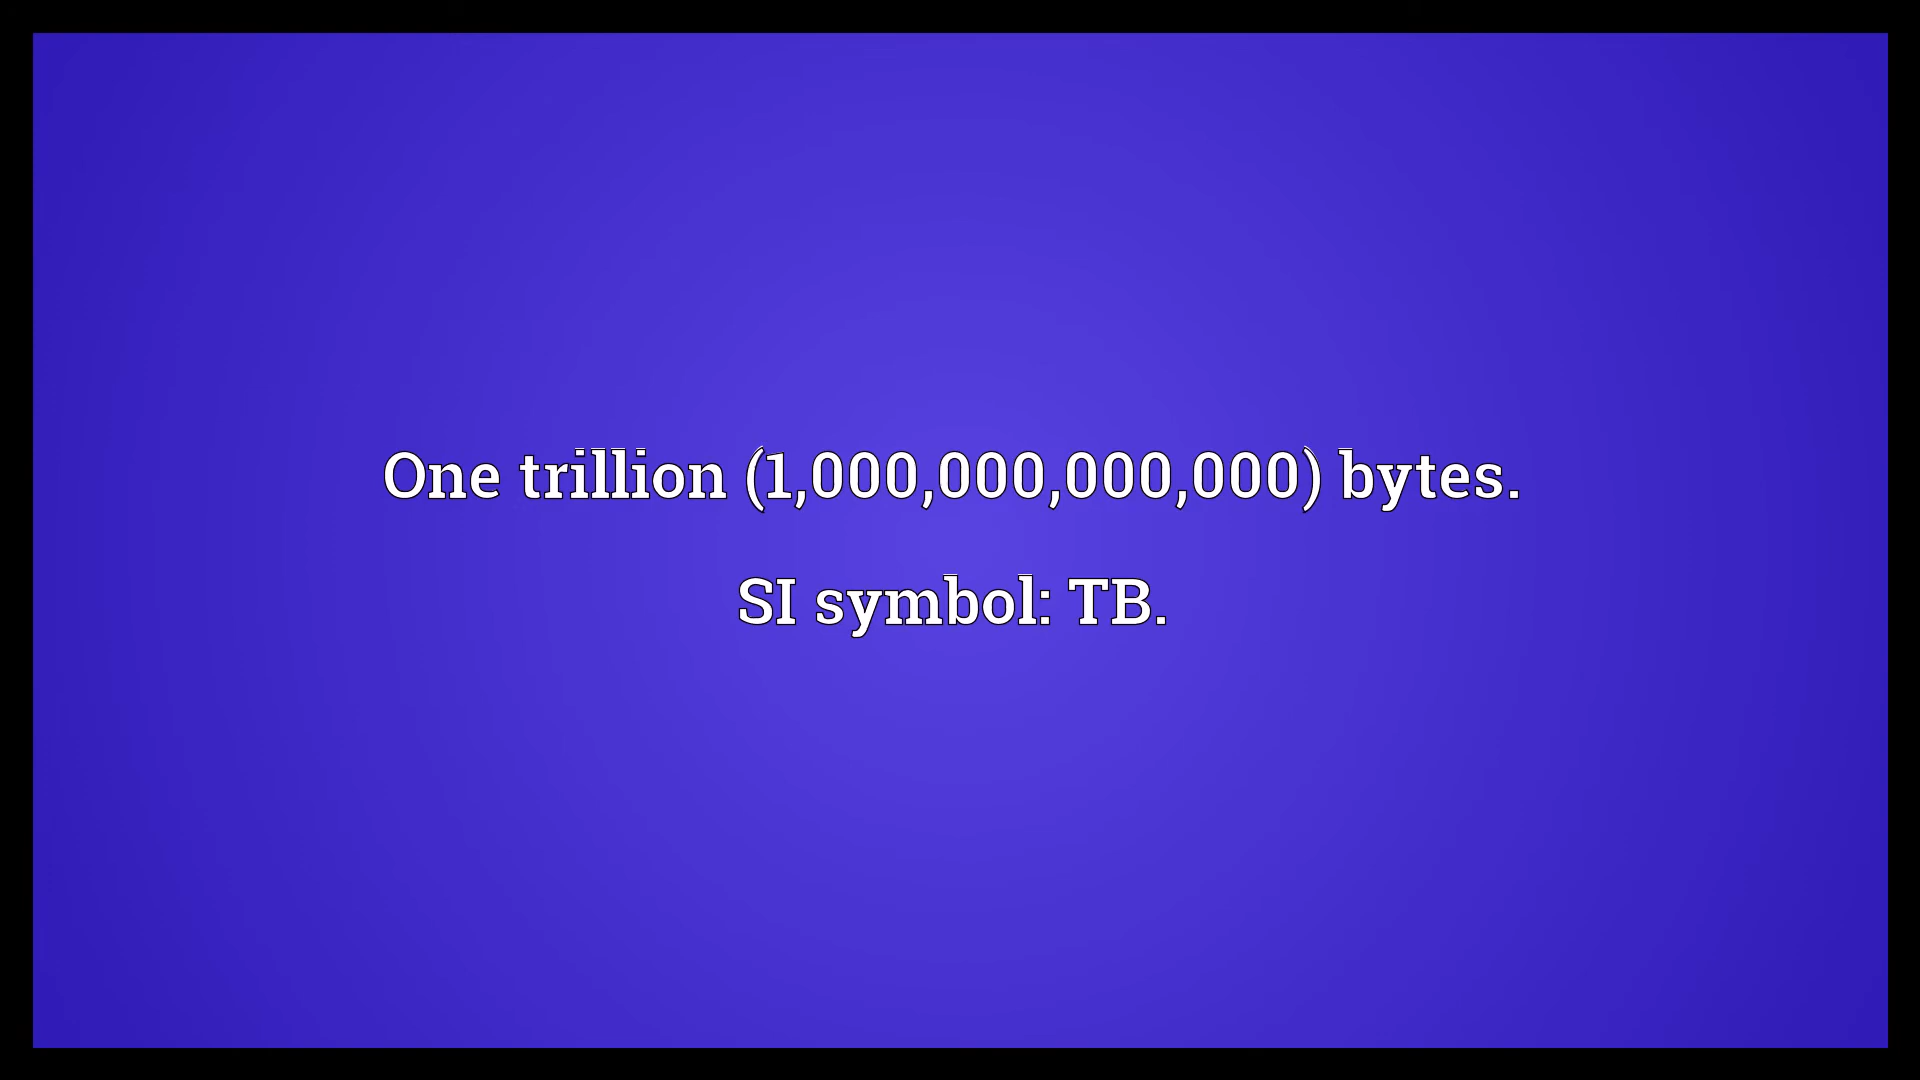 One trillion (1,000,000,000,000) bytes.
SI symbol: TB.